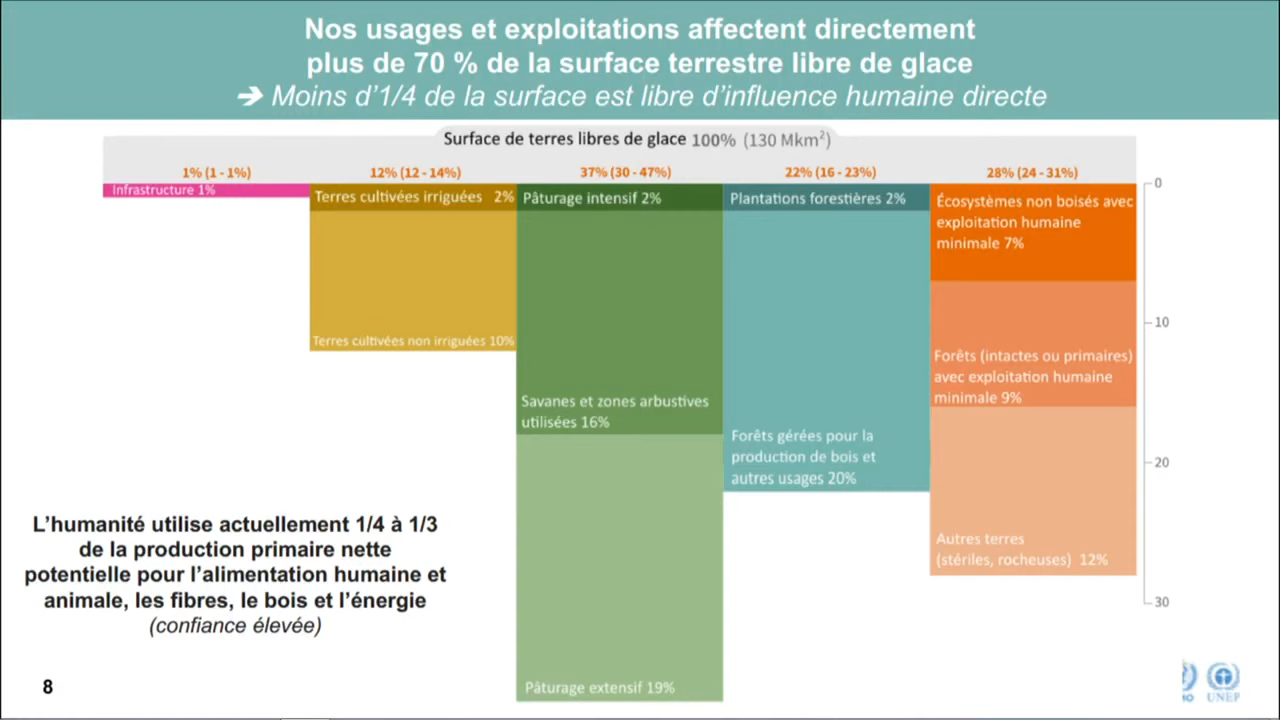 Nos usages et exploitations affectent directement
plus de 70 % de la surface terrestre libre de glace
➔ Moins d’1/4 de la surface est libre d’influence humaine directe
Surface de terres libres de glace 100% (130 Mkm²)
1% (1 - 1%)
12% (12 - 14%)
37% (30 - 47%)
22% (16 - 23%)
28% (24 - 31%)
Infrastructure 1%
Terres cultivées irriguées 2%
Terres cultivées non irriguées 10%
Pâturage intensif 2%
Savanes et zones arbustives
utilisées 16%
Pâturage extensif 19%
Plantations forestières 2%
Forêts gérées pour la
production de bois et
autres usages 20%
Écosystèmes non boisés avec
exploitation humaine
minimale 7%
Forêts (intactes ou primaires)
avec exploitation humaine
minimale 9%
Autres terres
(stériles, rocheuses) 12%
0
10
20
30
L’humanité utilise actuellement 1/4 à 1/3
de la production primaire nette
potentielle pour l’alimentation humaine et
animale, les fibres, le bois et l’énergie
(confiance élevée)
8
UNEP